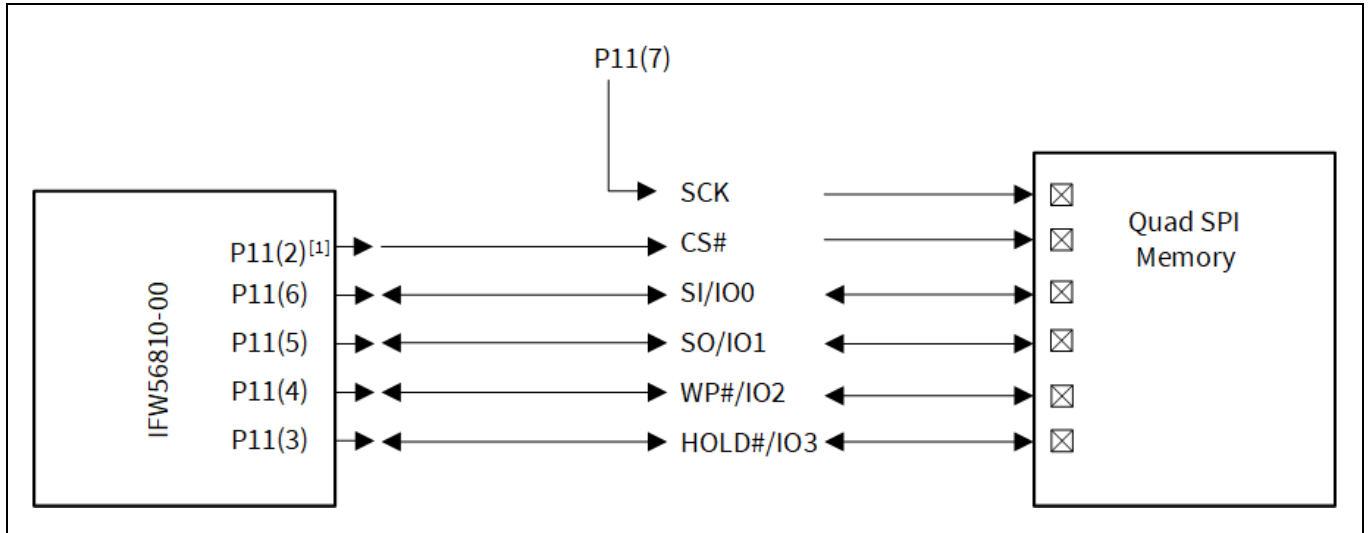 P11(7)
SCK
P11(2)[1]
CS#
P11(6)
SI/IO0
P11(5)
SO/IO1
P11(4)
WP#/IO2
P11(3)
HOLD#/IO3
IFW56810-00
Quad SPI
Memory